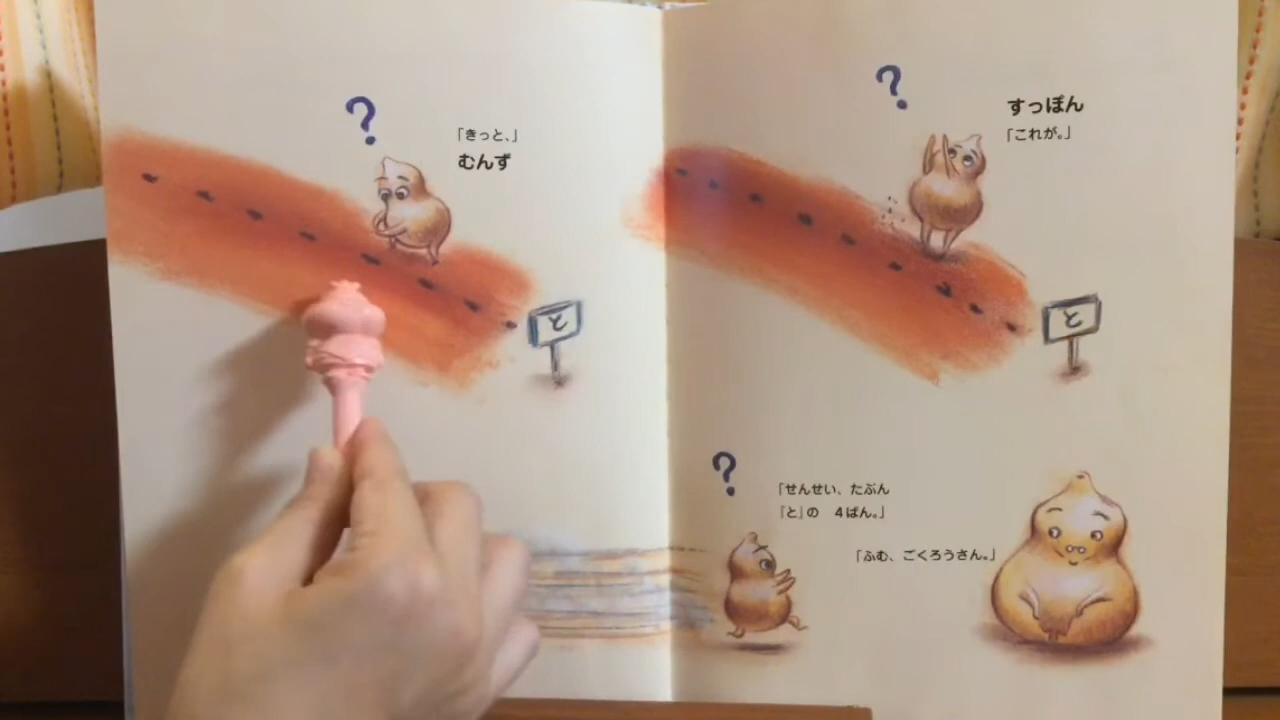 ?
「きっと、」
むんず
と
?
すっぽん
「これが。」
と
?
「せんせい、たぶん
「と」の 4ばん。」
「ふむ、ごくろうさん。」